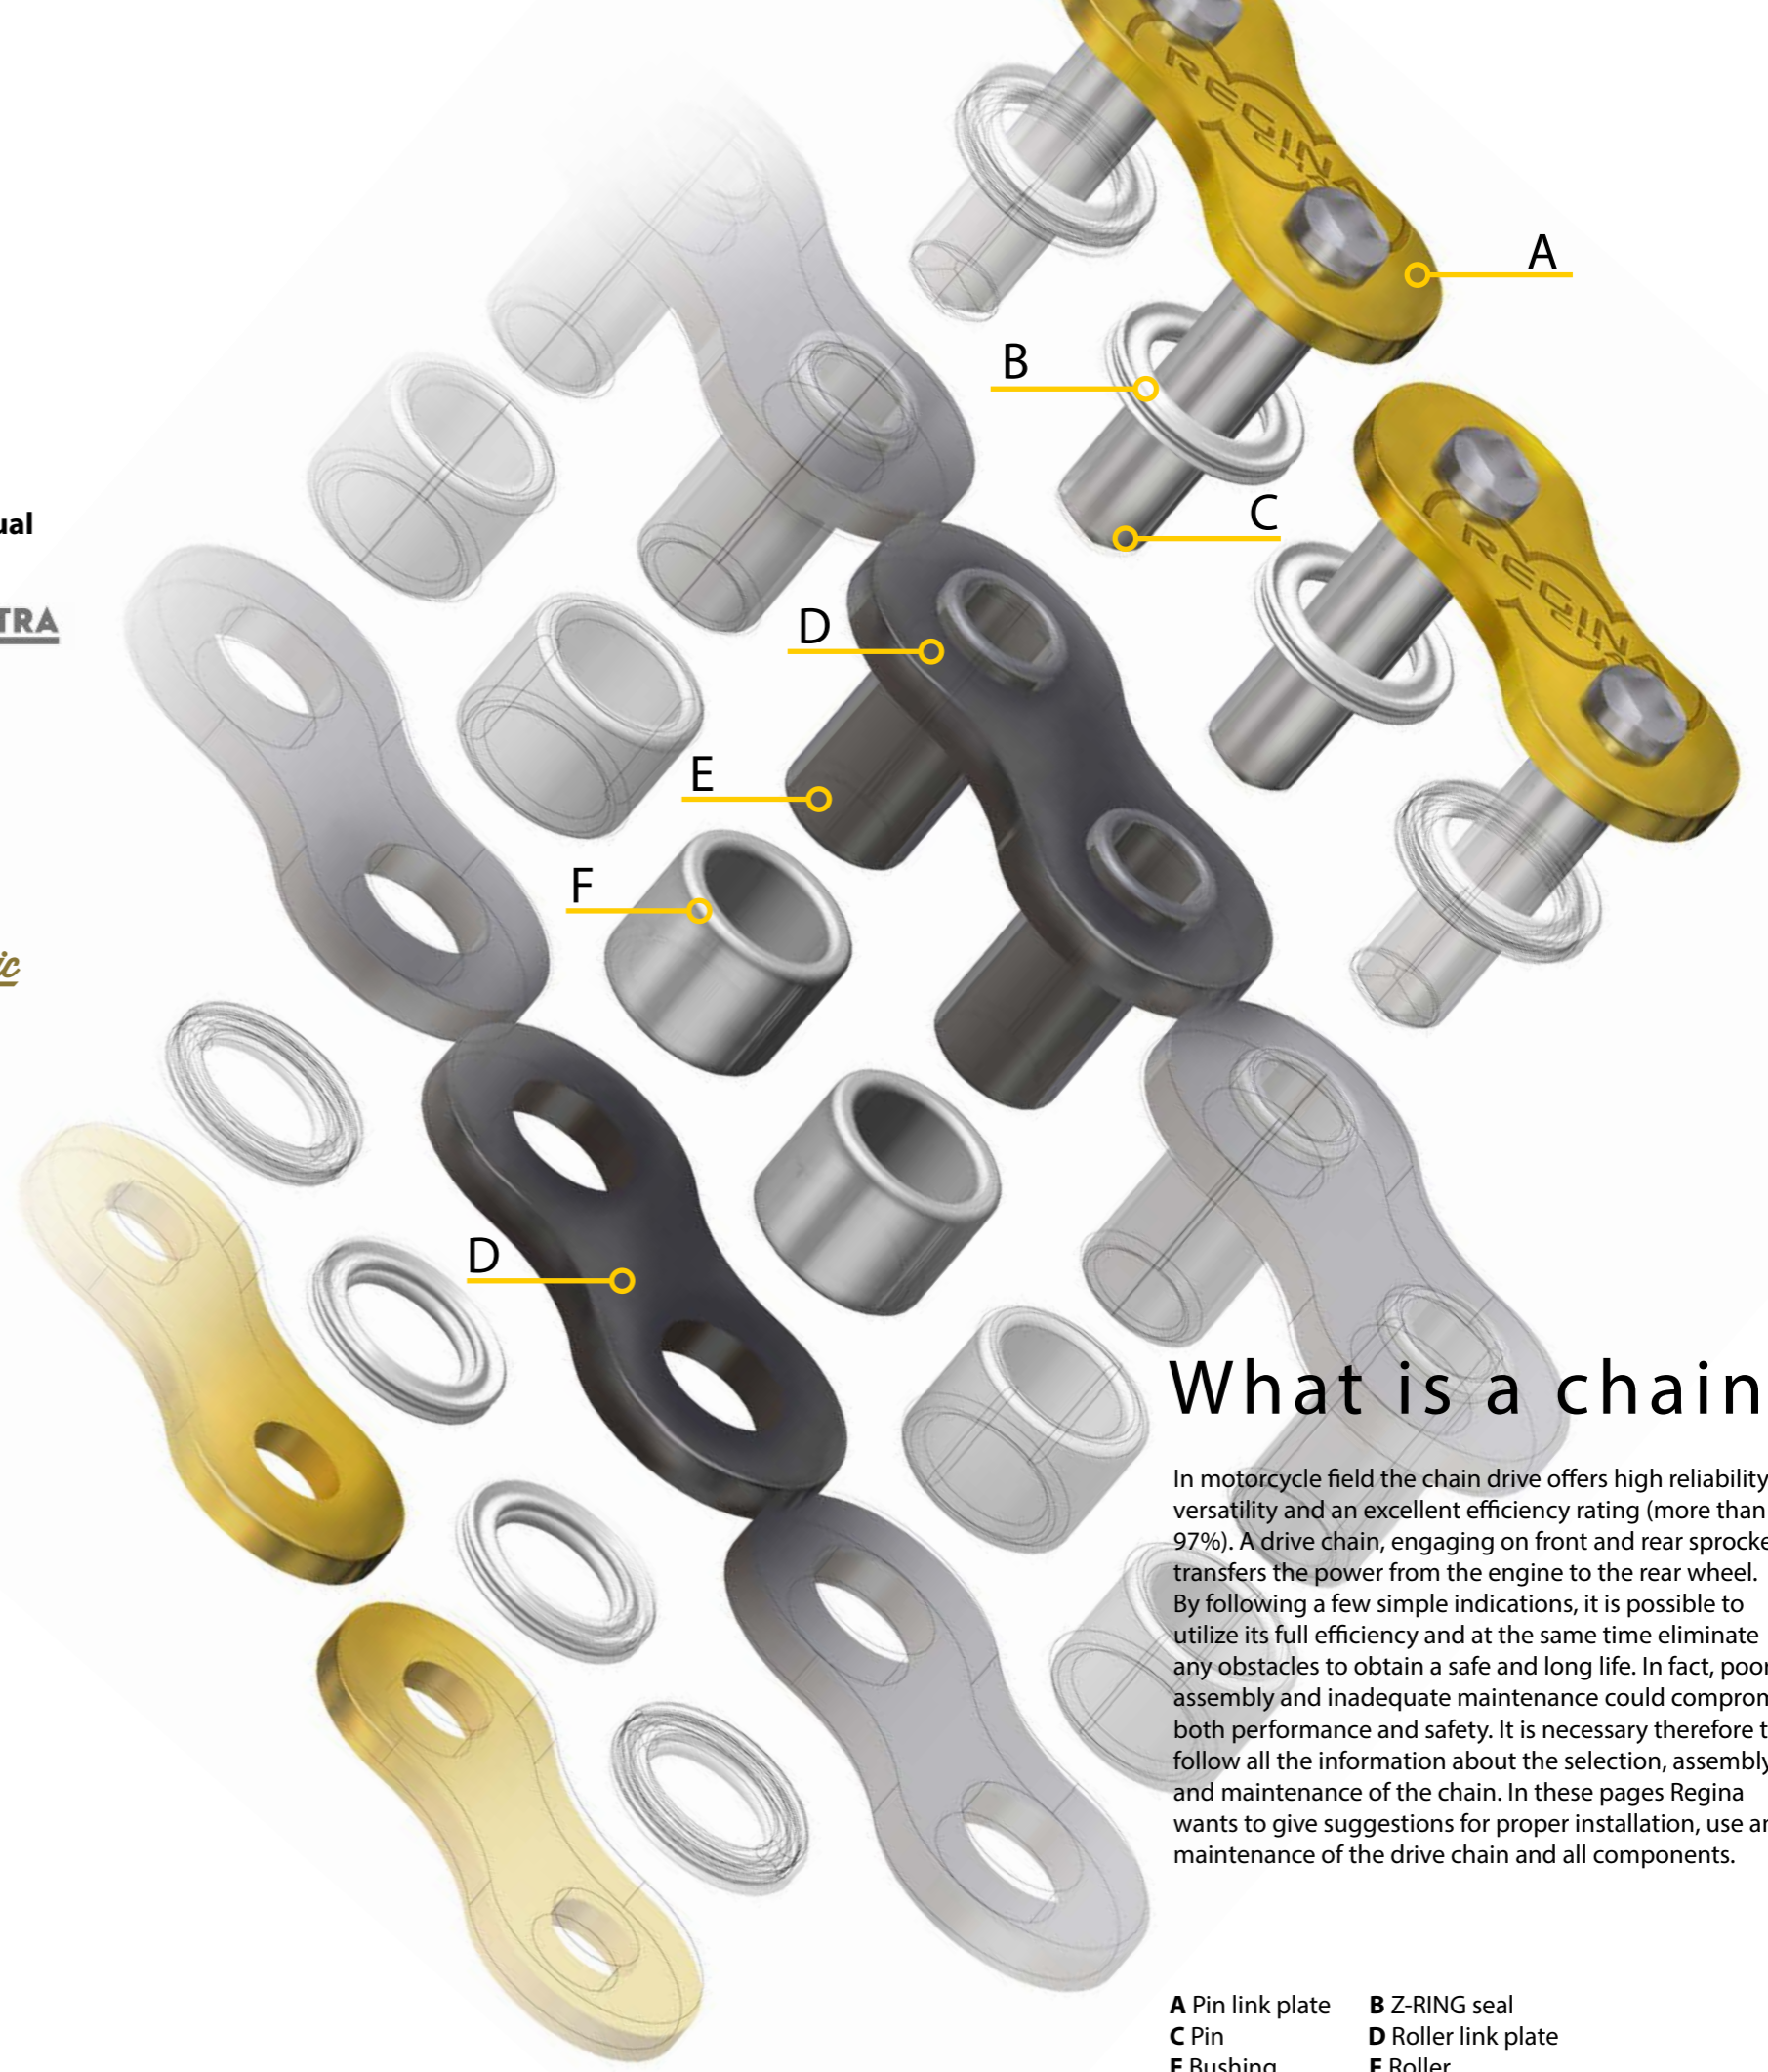 REGINA
A
B
C
REGINA
ual
TRA
D
E
F
ic
D
What is a chain
In motorcycle field the chain drive offers high reliability
versatility and an excellent efficiency rating (more than
97%). A drive chain, engaging on front and rear sprocke
transfers the power from the engine to the rear wheel.
By following a few simple indications, it is possible to
utilize its full efficiency and at the same time eliminate
any obstacles to obtain a safe and long life. In fact, poor
assembly and inadequate maintenance could comprom
both performance and safety. It is necessary therefore t
follow all the information about the selection, assembly
and maintenance of the chain. In these pages Regina
wants to give suggestions for proper installation, use ar
maintenance of the drive chain and all components.
A Pin link plate B Z-RING seal
C Pin D Roller link plate
E Bushing F Roller